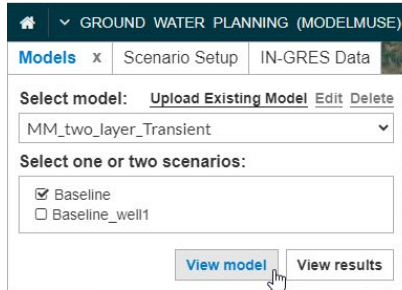 GROUND WATER PLANNING (MODELMUSE)
Models x Scenario Setup IN-GRES Data
Select model: Upload Existing Model Edit Delete
MM_two_layer_Transient
Select one or two scenarios:
Baseline
Baseline_well1
View model View results